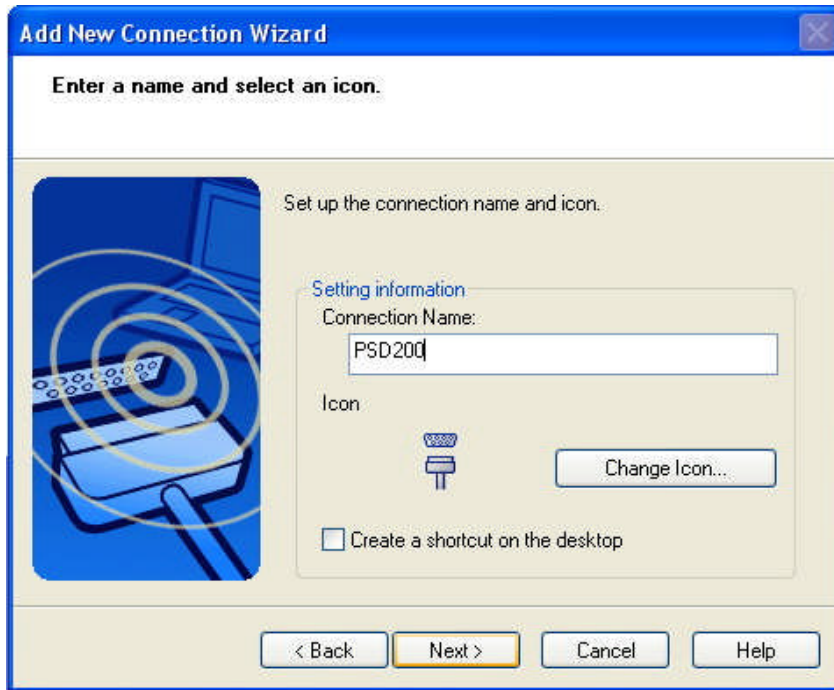 Add New Connection Wizard
Enter a name and select an icon.
Set up the connection name and icon.
Setting information
Connection Name:
PSD200
Icon
Change Icon...
Create a shortcut on the desktop
< Back Next > Cancel Help